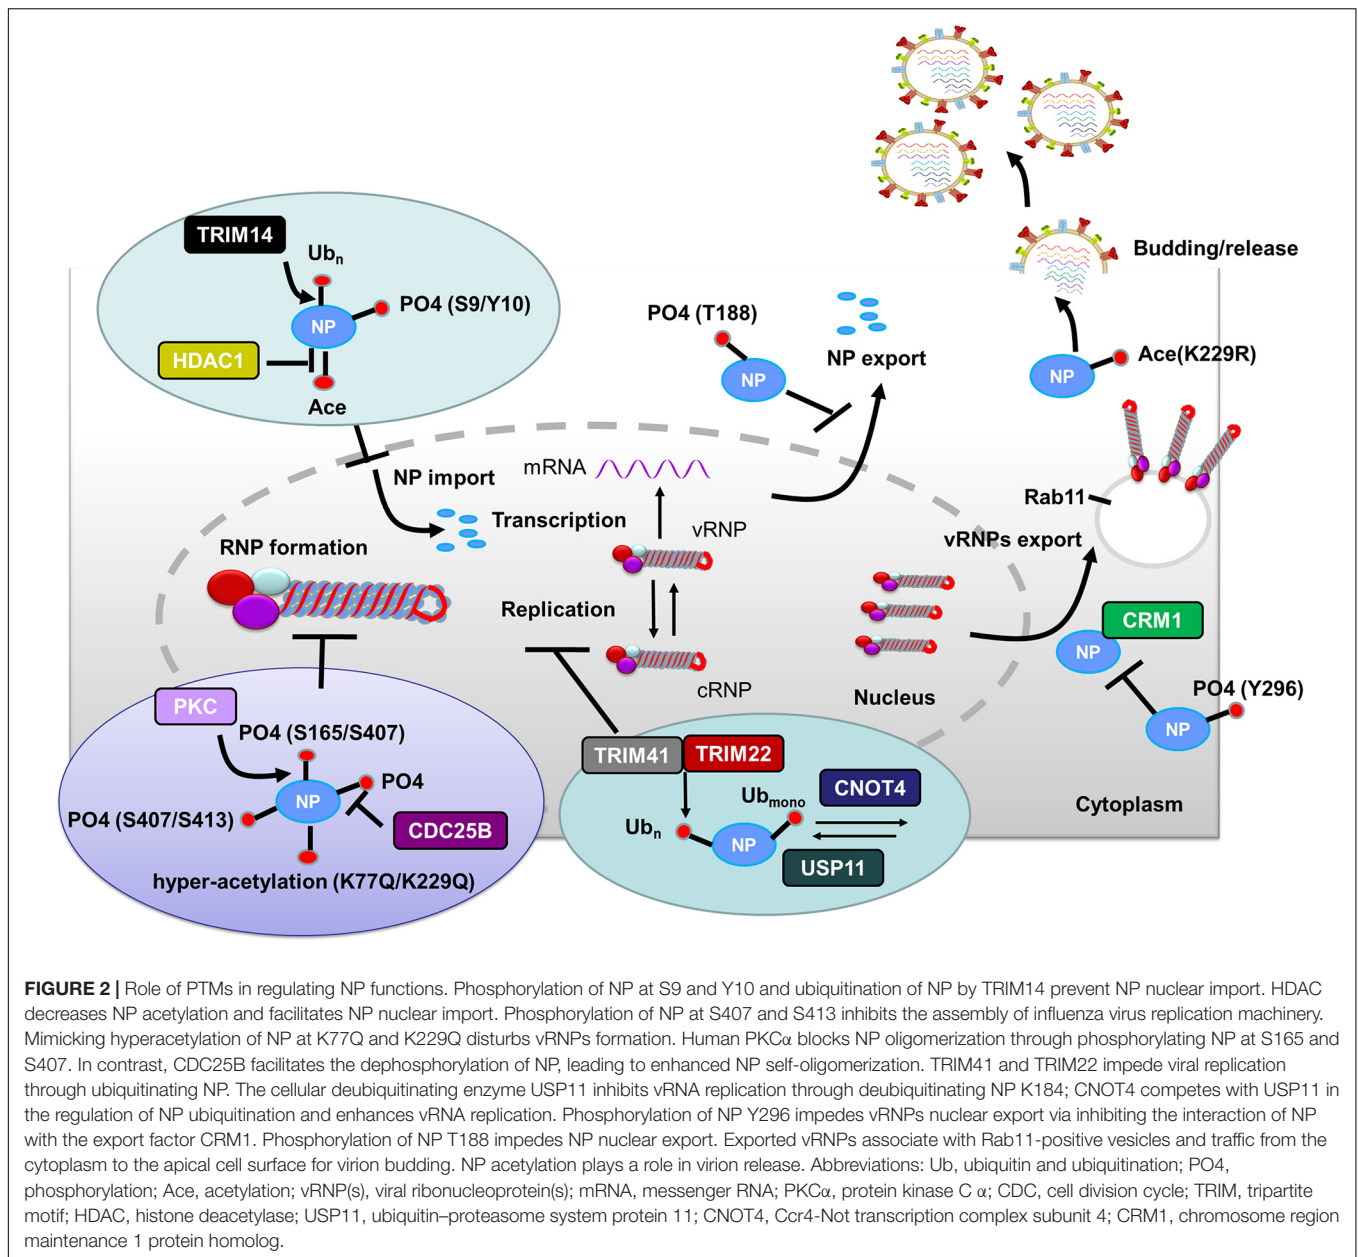 Budding/release
TRIM14
Ubn
PO4 (S9/Y10)
NP
HDAC1
Ace
PO4 (T188)
NP
NP export
NP
Ace(K229R)
NP import
mRNA
Transcription
vRNP
Rab11
vRNPs export
RNP formation
Replication
cRNP
Nucleus
CRM1
NP
PO4 (Y296)
NP
Cytoplasm
PKC
PO4 (S165/S407)
PO4
NP
PO4 (S407/S413)
CDC25B
hyper-acetylation (K77Q/K229Q)
TRIM41
TRIM22
Ubmono
CNOT4
Ubn
NP
USP11
FIGURE 2 | Role of PTMs in regulating NP functions. Phosphorylation of NP at S9 and Y10 and ubiquitination of NP by TRIM14 prevent NP nuclear import. HDAC
decreases NP acetylation and facilitates NP nuclear import. Phosphorylation of NP at S407 and S413 inhibits the assembly of influenza virus replication machinery.
Mimicking hyperacetylation of NP at K77Q and K229Q disturbs vRNPs formation. Human PKCα blocks NP oligomerization through phosphorylating NP at S165 and
S407. In contrast, CDC25B facilitates the dephosphorylation of NP, leading to enhanced NP self-oligomerization. TRIM41 and TRIM22 impede viral replication
through ubiquitinating NP. The cellular deubiquitinating enzyme USP11 inhibits vRNA replication through deubiquitinating NP K184; CNOT4 competes with USP11 in
the regulation of NP ubiquitination and enhances vRNA replication. Phosphorylation of NP Y296 impedes vRNPs nuclear export via inhibiting the interaction of NP
with the export factor CRM1. Phosphorylation of NP T188 impedes NP nuclear export. Exported vRNPs associate with Rab11-positive vesicles and traffic from the
cytoplasm to the apical cell surface for virion budding. NP acetylation plays a role in virion release. Abbreviations: Ub, ubiquitin and ubiquitination; PO4,
phosphorylation; Ace, acetylation; vRNP(s), viral ribonucleoprotein(s); mRNA, messenger RNA; PKCα, protein kinase C α; CDC, cell division cycle; TRIM, tripartite
motif; HDAC, histone deacetylase; USP11, ubiquitin–proteasome system protein 11; CNOT4, Ccr4-Not transcription complex subunit 4; CRM1, chromosome region
maintenance 1 protein homolog.